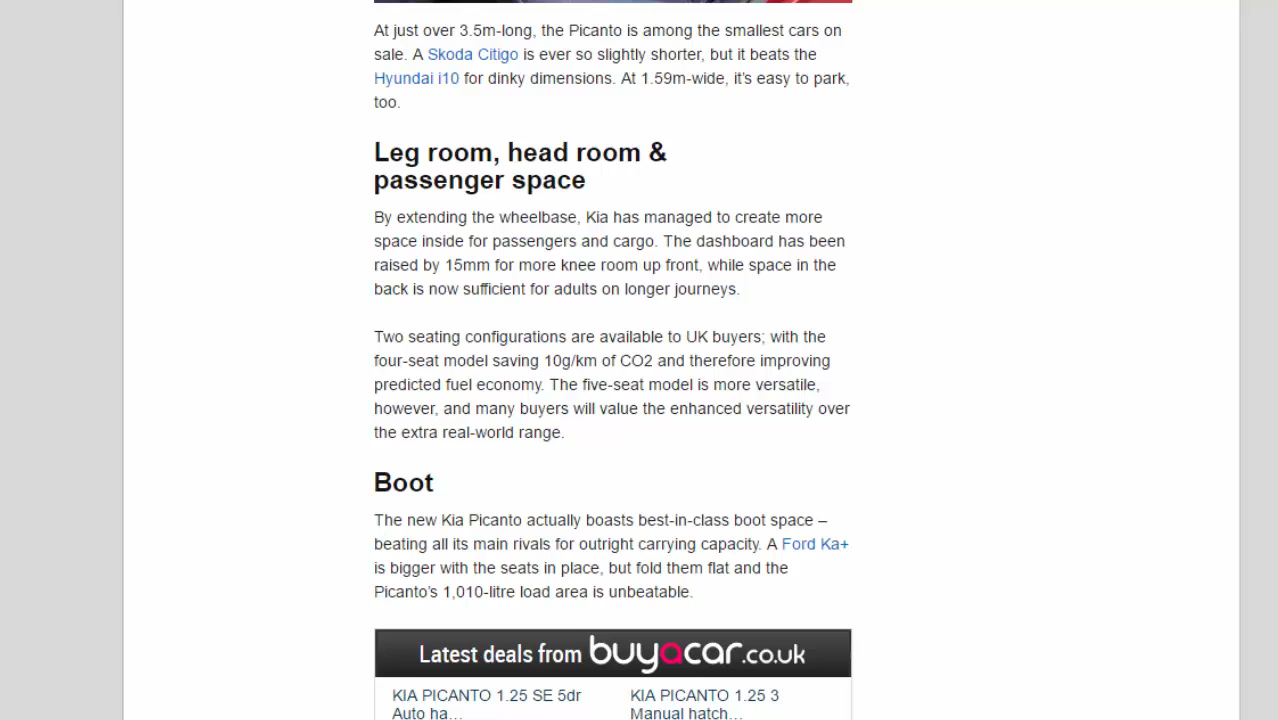 At just over 3.5m-long, the Picanto is among the smallest cars on
sale. A Skoda Citigo is ever so slightly shorter, but it beats the
Hyundai i10 for dinky dimensions. At 1.59m-wide, it's easy to park,
too.
Leg room, head room &
passenger space
By extending the wheelbase, Kia has managed to create more
space inside for passengers and cargo. The dashboard has been
raised by 15mm for more knee room up front, while space in the
back is now sufficient for adults on longer journeys.
Two seating configurations are available to UK buyers; with the
four-seat model saving 10g/km of CO2 and therefore improving
predicted fuel economy. The five-seat model is more versatile,
however, and many buyers will value the enhanced versatility over
the extra real-world range.
Boot
The new Kia Picanto actually boasts best-in-class boot space –
beating all its main rivals for outright carrying capacity. A Ford Ka+
is bigger with the seats in place, but fold them flat and the
Picanto's 1,010-litre load area is unbeatable.
Latest deals from buyacar.co.uk
KIA PICANTO 1.25 SE 5dr
Auto ha...
KIA PICANTO 1.25 3
Manual hatch...